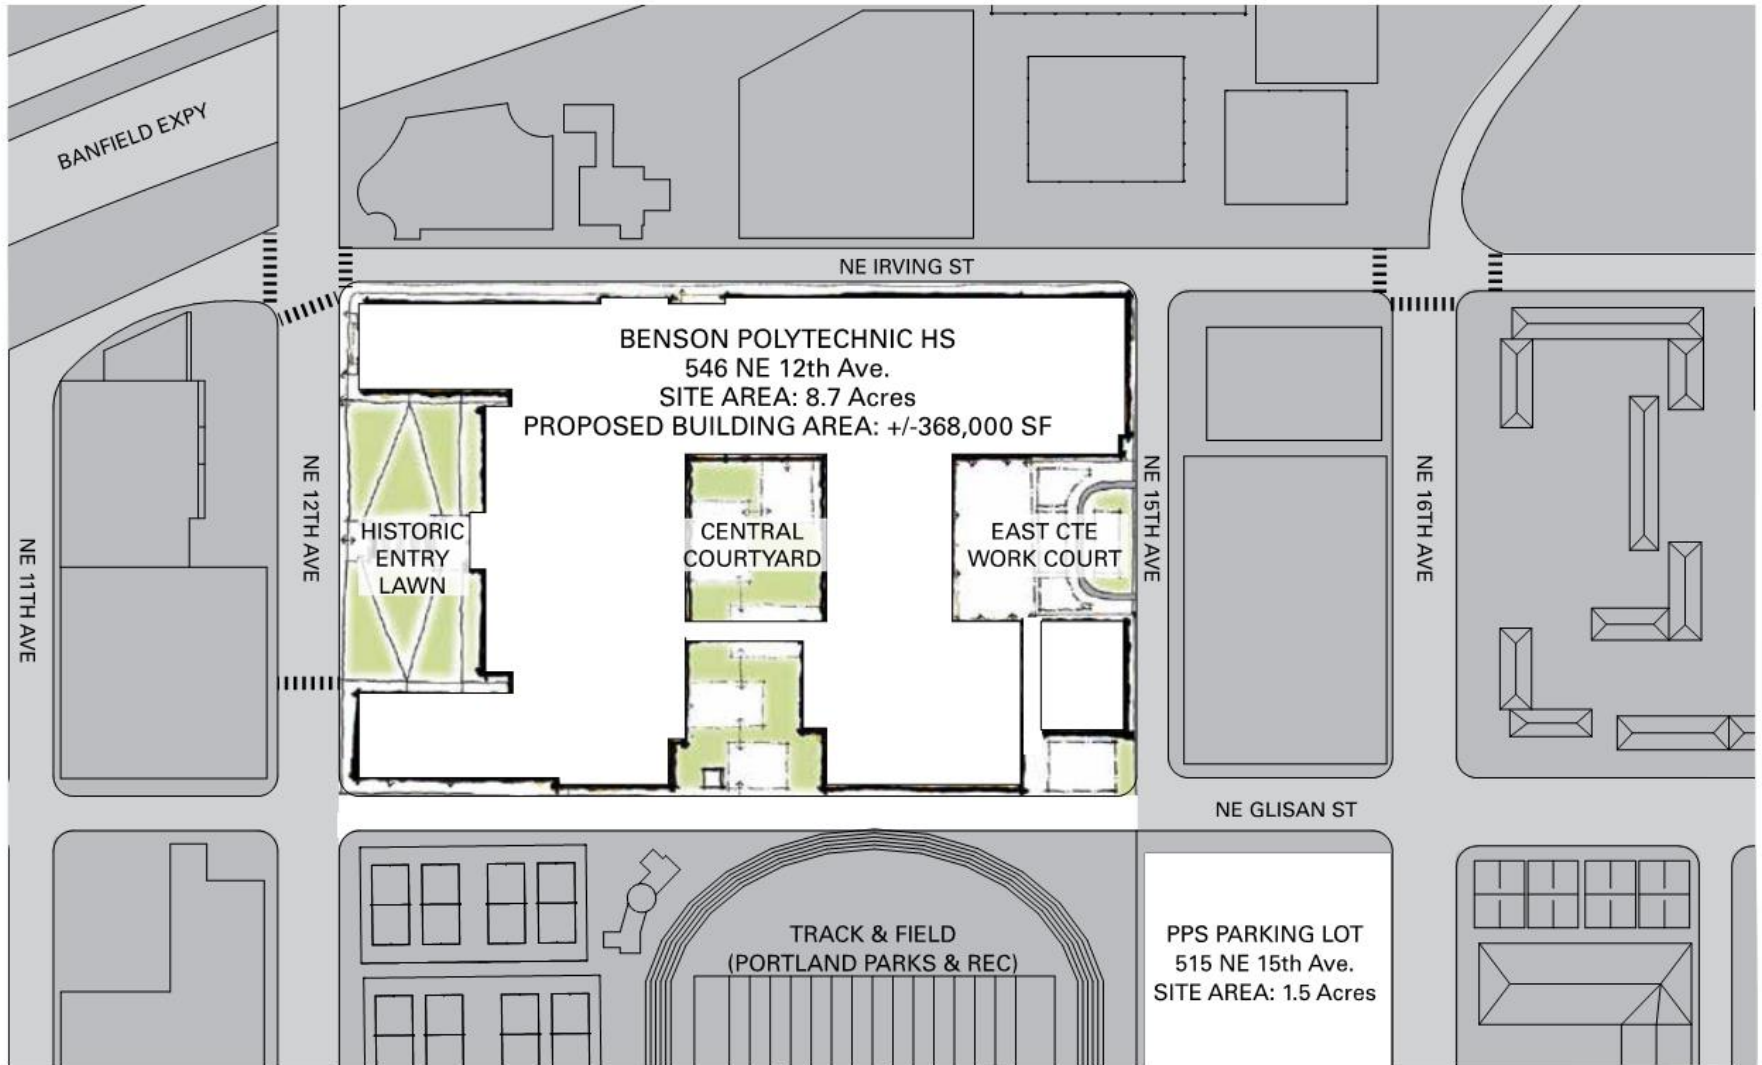 BANFIELD EXPY
NE IRVING ST
BENSON POLYTECHNIC HS
546 NE 12th Ave.
SITE AREA: 8.7 Acres
PROPOSED BUILDING AREA: +/-368,000 SF
NE 11TH AVE
NE 12TH AVE
HISTORIC
ENTRY
LAWN
CENTRAL
COURTYARD
EAST CTE
WORK COURT
NE 15TH AVE
NE 16TH AVE
NE GLISAN ST
TRACK & FIELD
(PORTLAND PARKS & REC)
PPS PARKING LOT
515 NE 15th Ave.
SITE AREA: 1.5 Acres